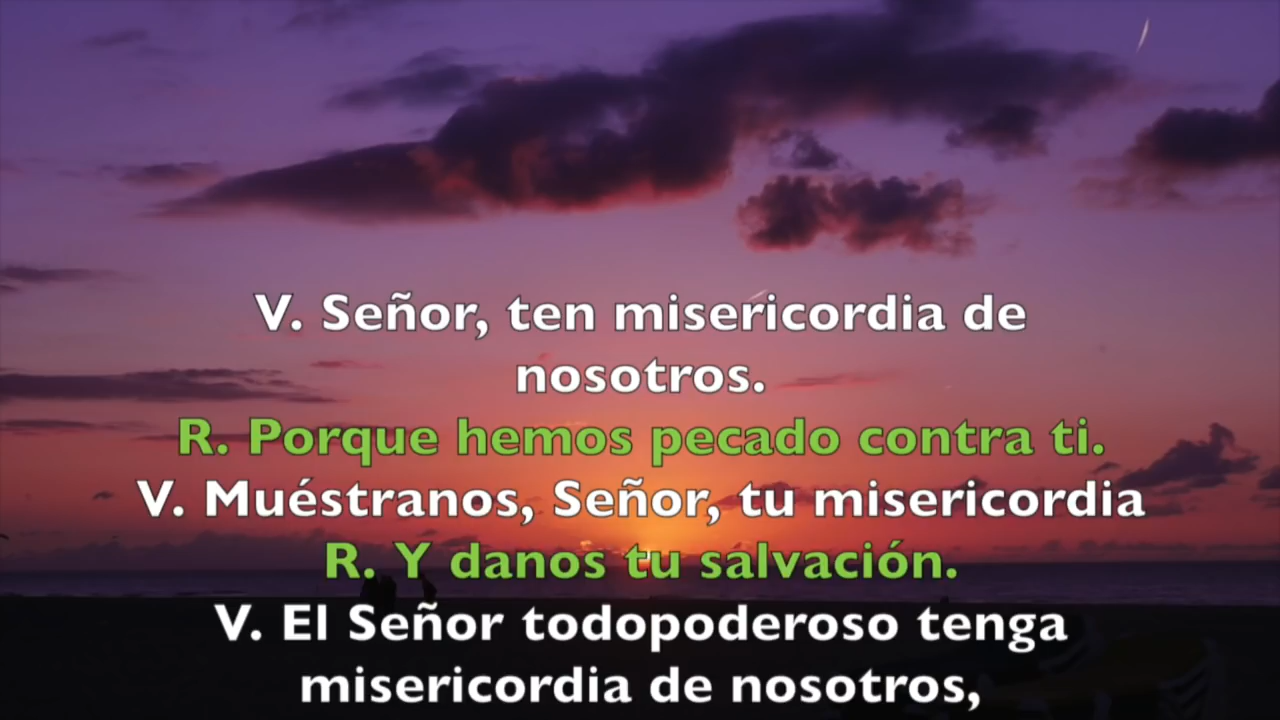 V. Señor, ten misericordia de
nosotros.
R. Porque hemos pecado contra ti.
V. Muéstranos, Señor, tu misericordia
R. Y danos tu salvación.
V. El Señor todopoderoso tenga
misericordia de nosotros,